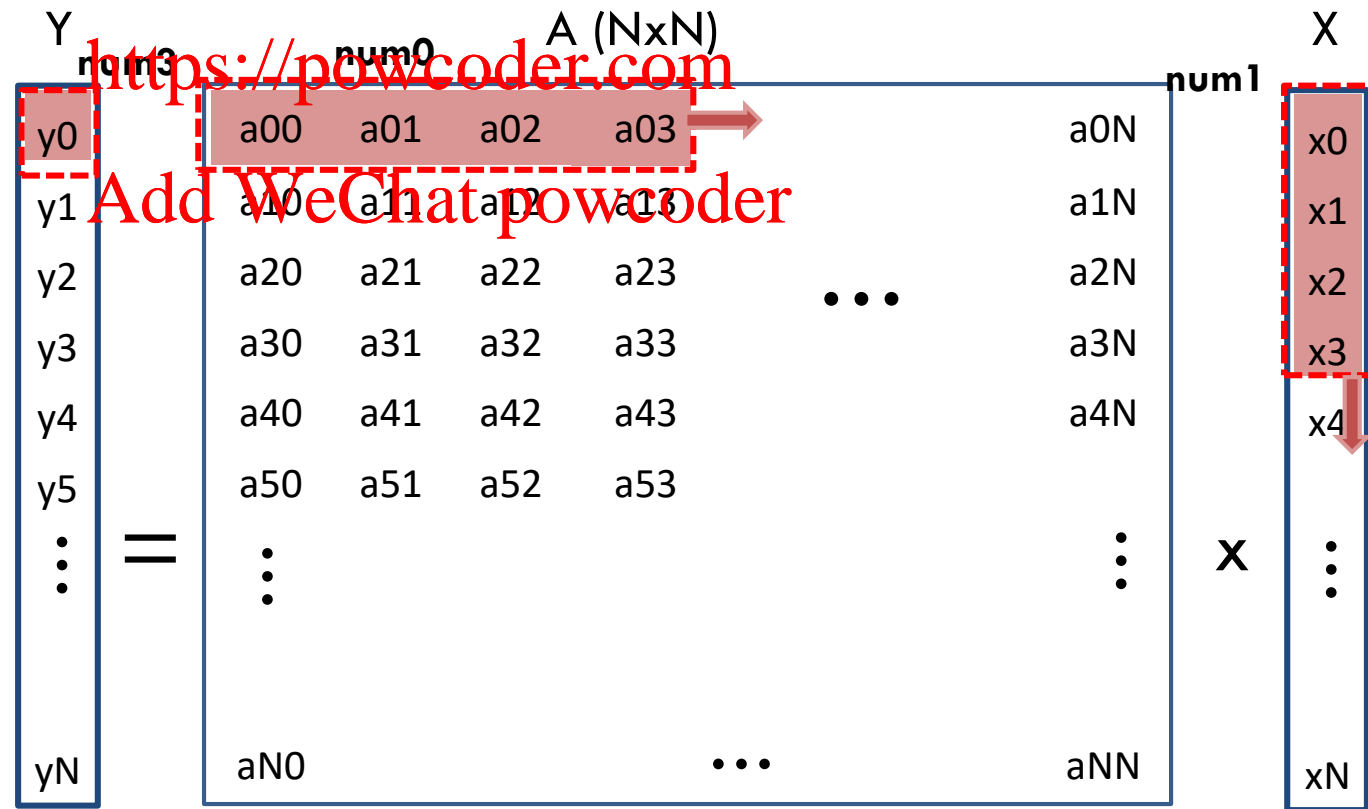 Y A (NxN) X
num3 num0 num1
https://powcoder.com
y0 a00 a01 a02 a03 a0N x0
Add WeChat powcoder
y1 a10 a11 a12 a13 a1N x1
y2 a20 a21 a22 a23 ... a2N x2
y3 a30 a31 a32 a33 a3N x3
y4 a40 a41 a42 a43 a4N x4
y5 a50 a51 a52 a53
⋮ = ⋮ ⋮ x ⋮
yN aN0 ... aNN xN